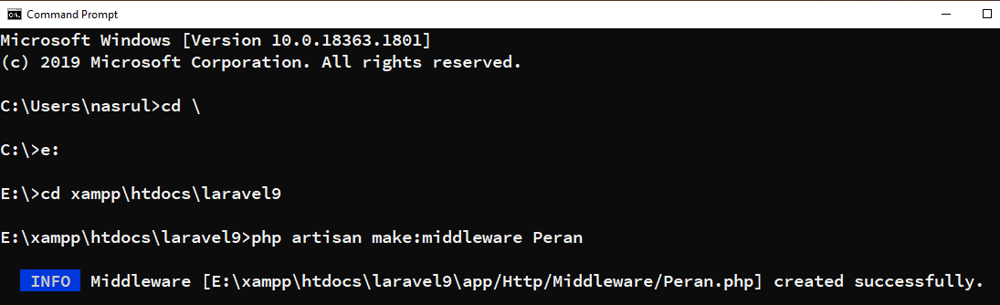 Command Prompt
Microsoft Windows [Version 10.0.18363.1801]
(c) 2019 Microsoft Corporation. All rights reserved.
C:\Users\nasrul>cd \
C:\>e:
E:\>cd xampp\htdocs\laravel9
E:\xampp\htdocs\laravel9>php artisan make:middleware Peran
INFO Middleware [E:\xampp\htdocs\laravel9\app/Http/Middleware/Peran.php] created successfully.